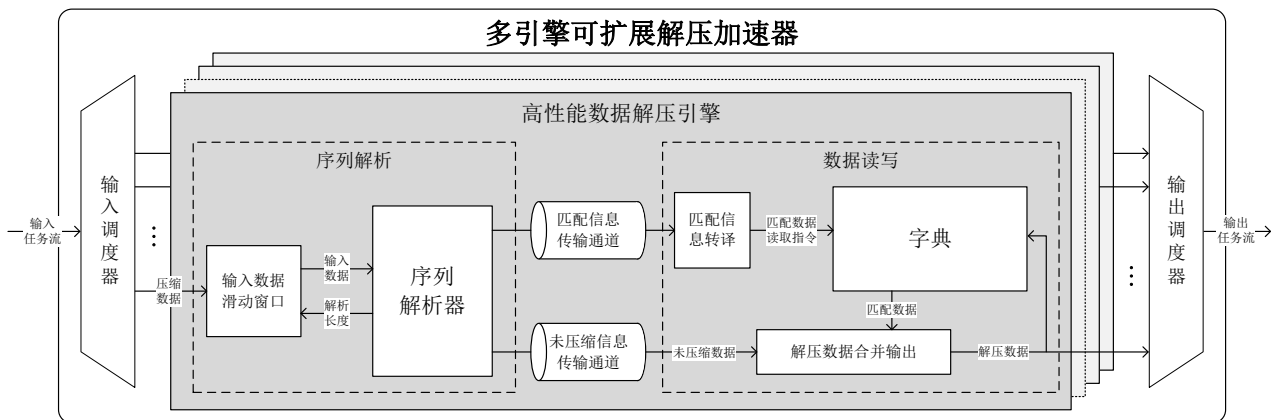 多引擎可扩展解压加速器
高性能数据解压引擎
序列解析
数据读写
输入
任务流
输入调度器
压缩
数据
输入数据
滑动窗口
输入
数据
解析
长度
序列
解析器
匹配信息
传输通道
未压缩信息
传输通道
匹配信
息转译
匹配数据
读取指令
字典
匹配数据
未压缩数据
解压数据合并输出
解压数据
输出调度器
输出
任务流